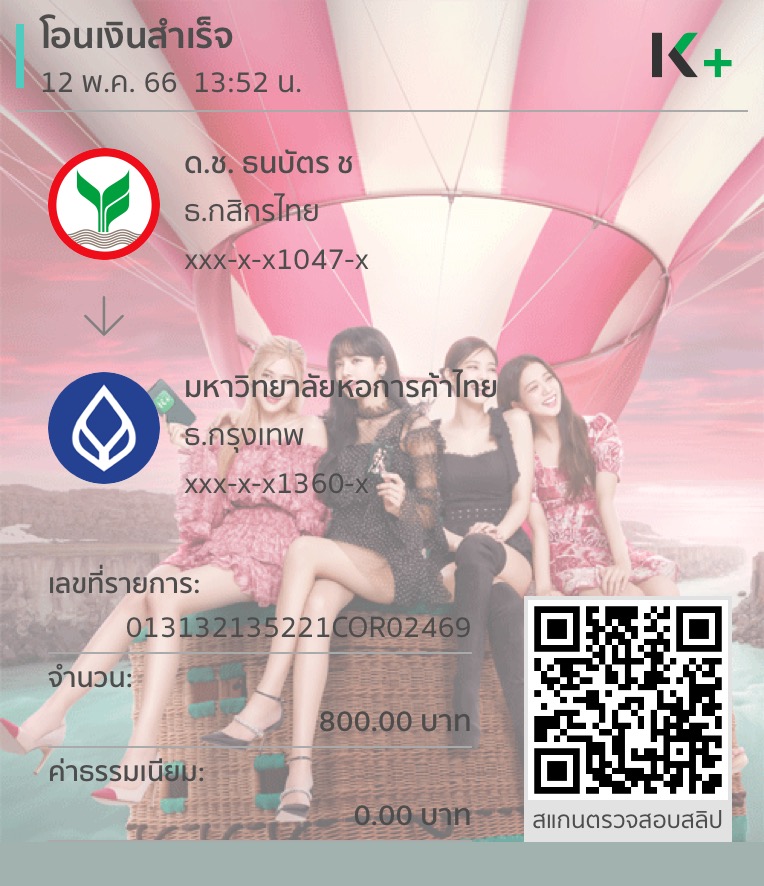 โอนเงินสำเร็จ
12 พ.ค. 66 13:52 น.
K+
ด.ช. ธนบัตร ช
ธ.กสิกรไทย
xxx-x-x1047-x
มหาวิทยาลัยหอการค้าไทย
ธ.กรุงเทพ
xxx-x-x1360-x
เลขที่รายการ:
013132135221COR02469
จำนวน:
800.00 บาท
ค่าธรรมเนียม:
0.00 บาท
สแกนตรวจสอบสลิป